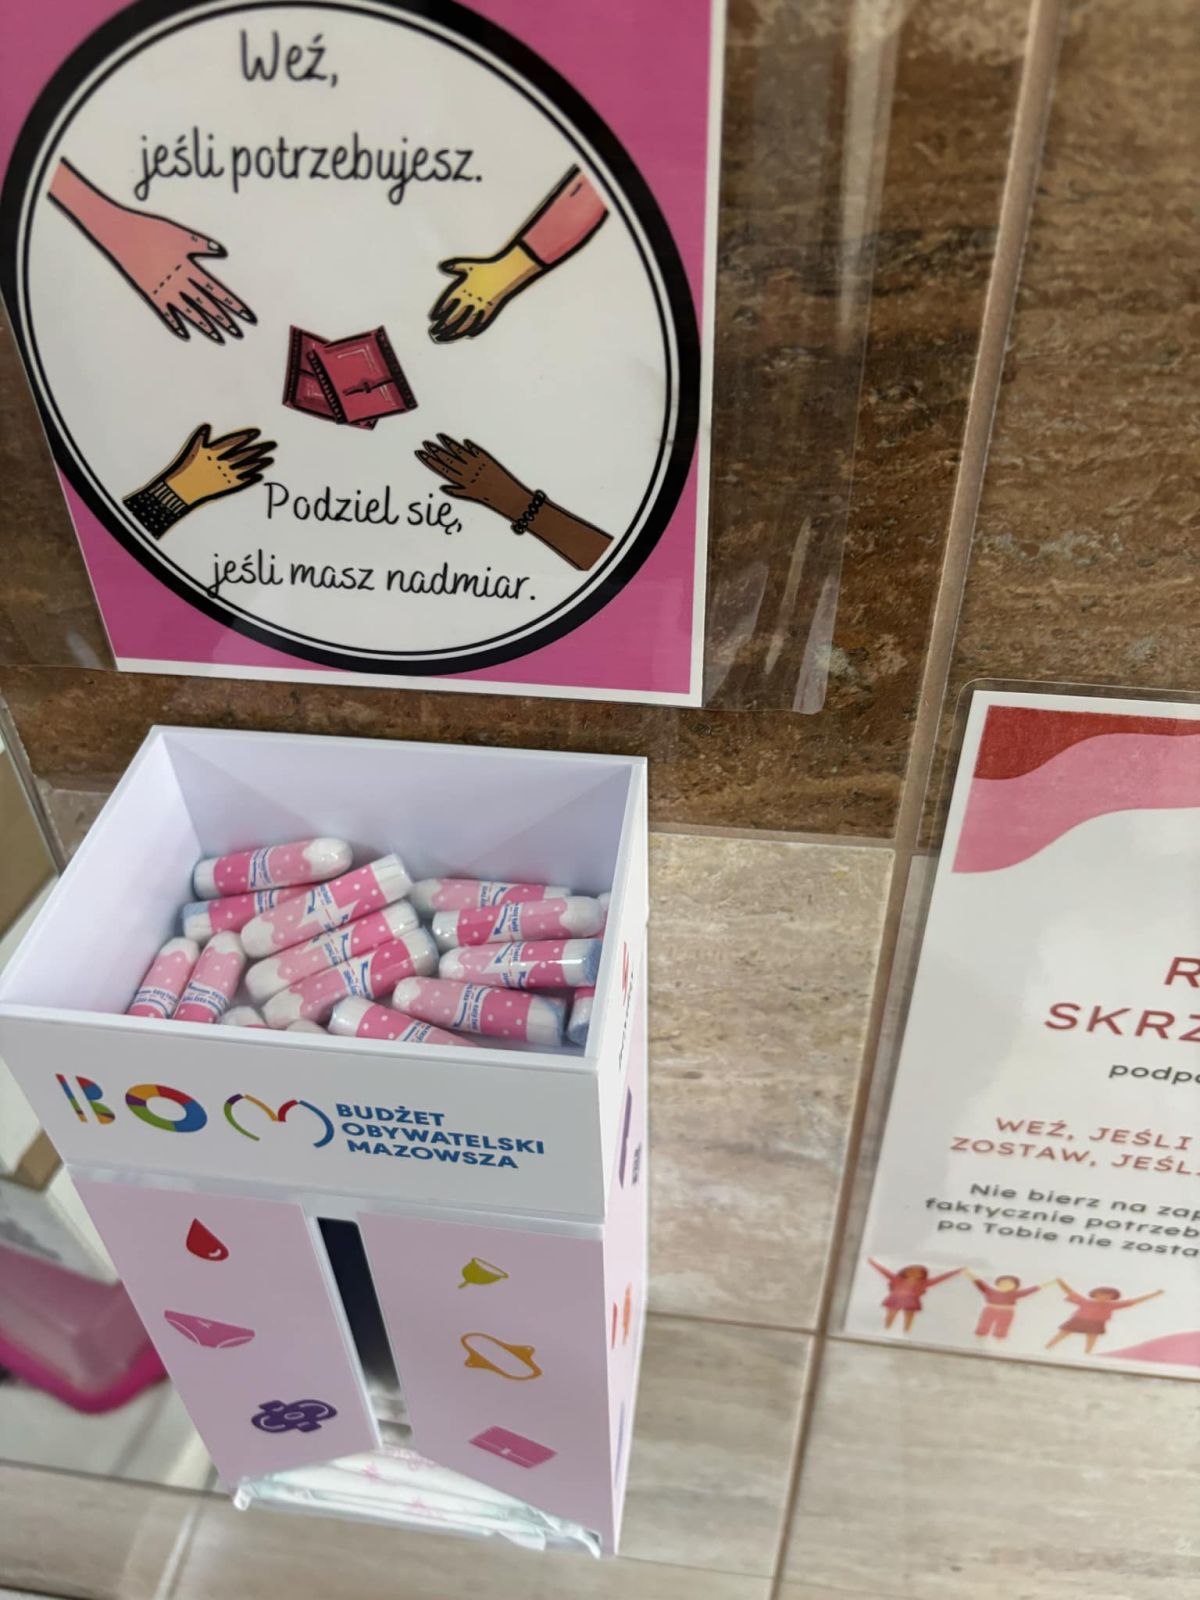 Weź,
jeśli potrzebujesz.
Podziel się,
jeśli masz nadmiar.
BOM BUDŻET
OBYWATELSKI
MAZOWSZA
R
SKRZ
podpa
WEŹ, JEŚLI
ZOSTAW, JEŚL
Nie bierz na zap
faktycznie potrzeb
po Tobie nie zosta